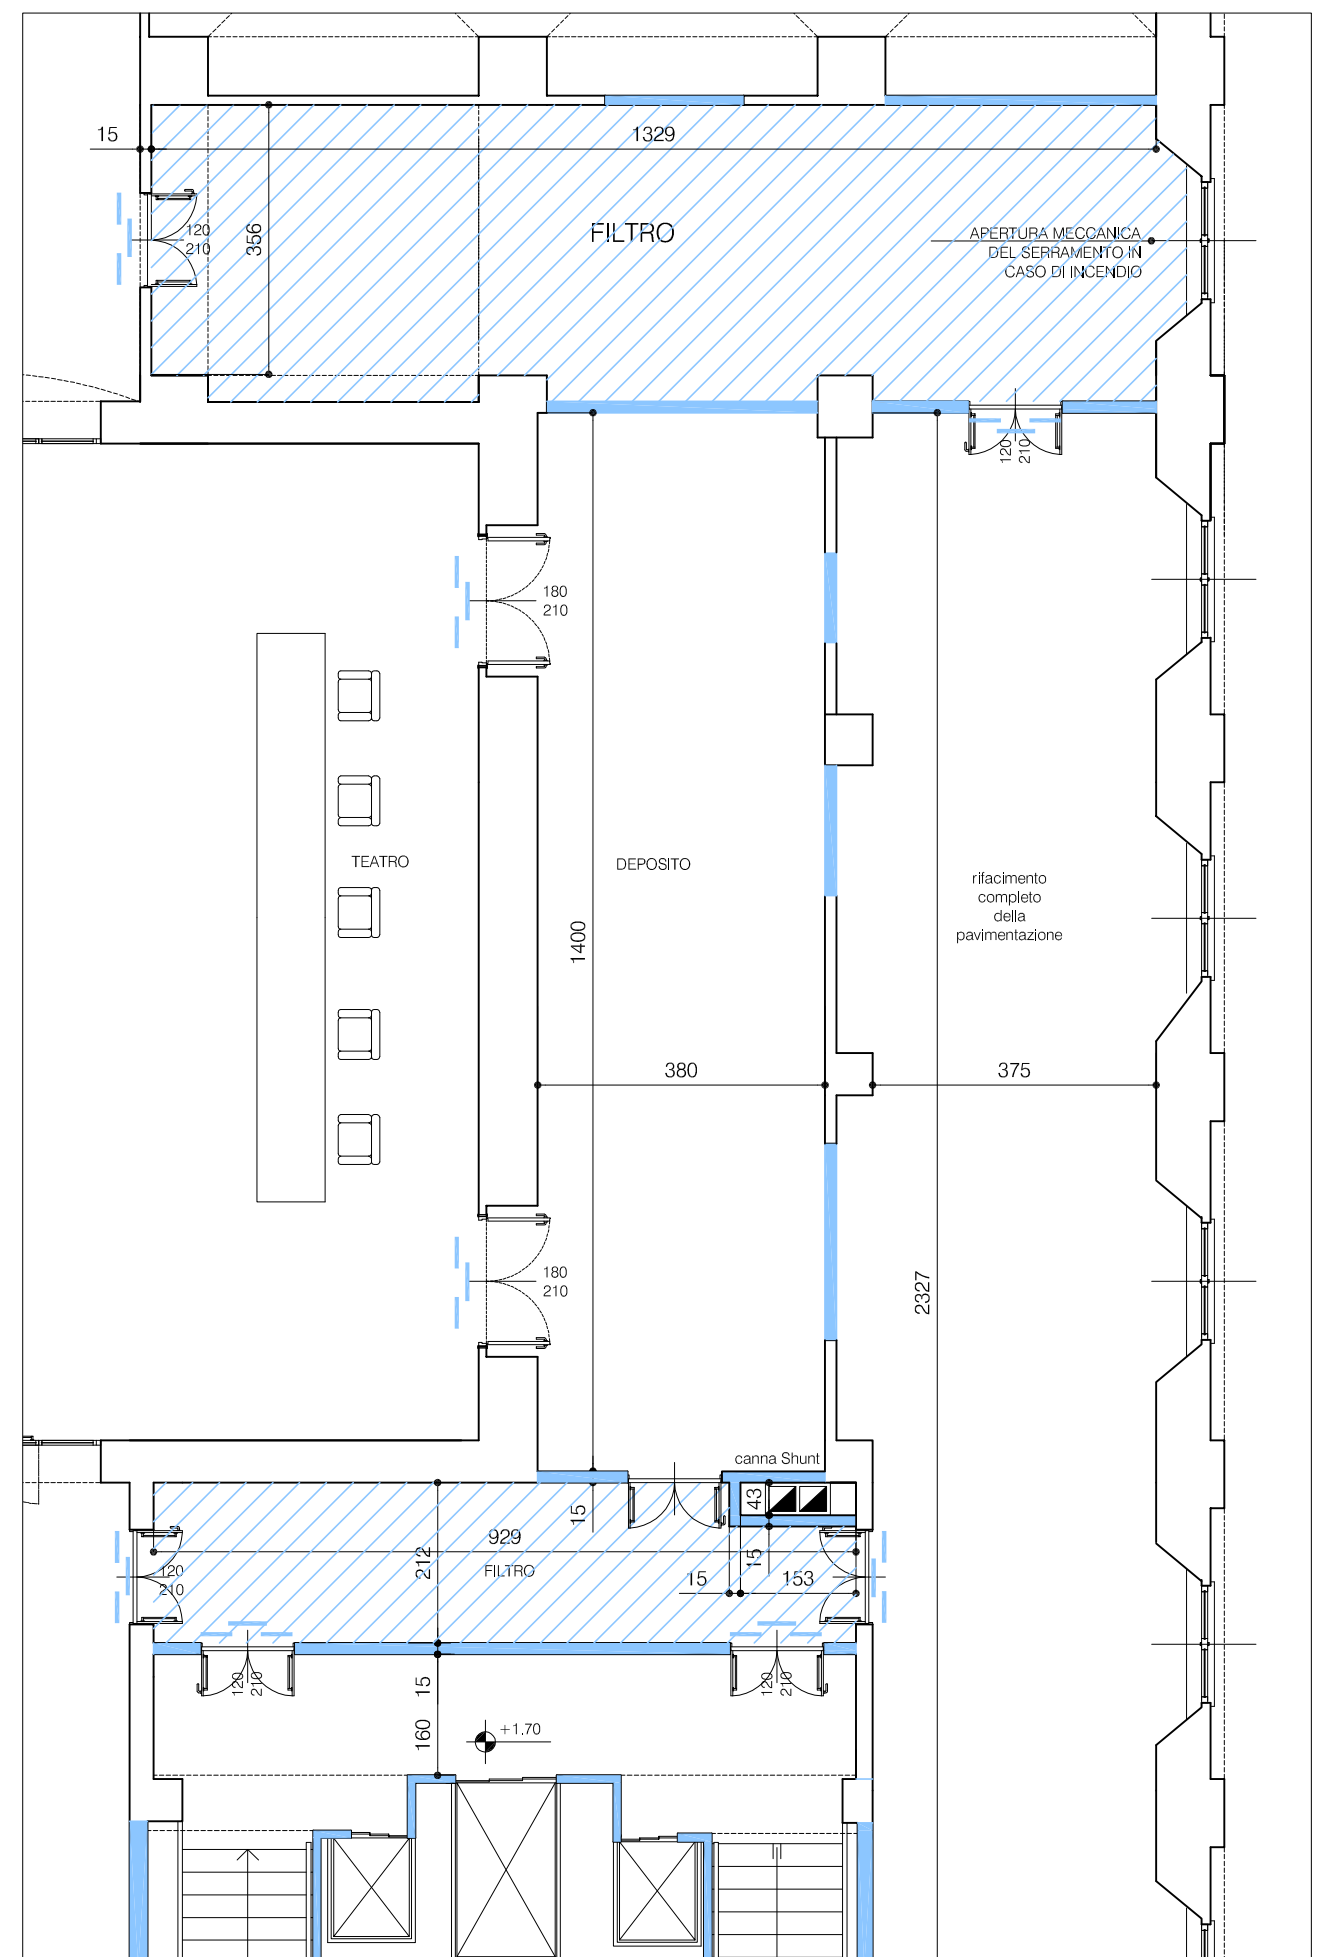 15
1329
120
210
356
FILTRO
APERTURA MECCANICA
DEL SERRAMENTO IN
CASO DI INCENDIO
120
210
180
210
TEATRO
DEPOSITO
rifacimento
completo
della
pavimentazione
1400
380
375
180
210
2327
canna Shunt
43
15
929
212
FILTRO
15
15
153
120
210
120
210
120
210
15
160
+1.70